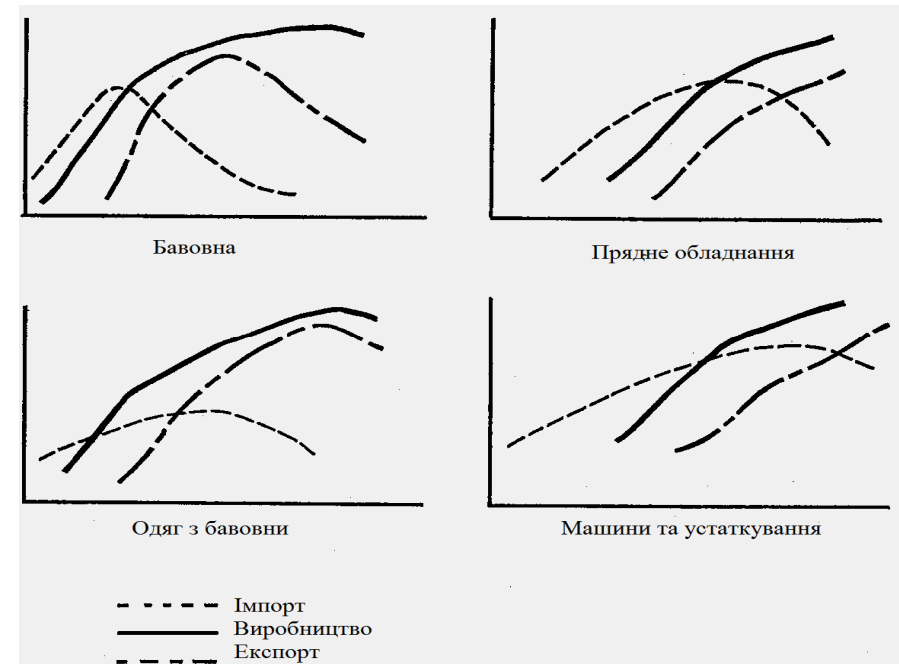 Бавовна
Прядне обладнання
Одяг з бавовни
Машини та устаткування
Імпорт
Виробництво
Експорт